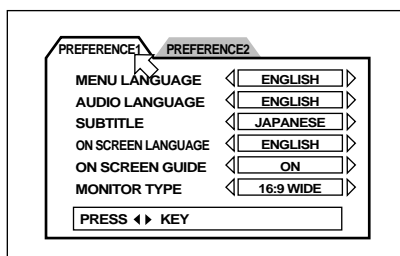 PREFERENCE1 PREFERENCE2
MENU LANGUAGE ENGLISH
AUDIO LANGUAGE ENGLISH
SUBTITLE JAPANESE
ON SCREEN LANGUAGE ENGLISH
ON SCREEN GUIDE ON
MONITOR TYPE 16:9 WIDE
PRESS KEY